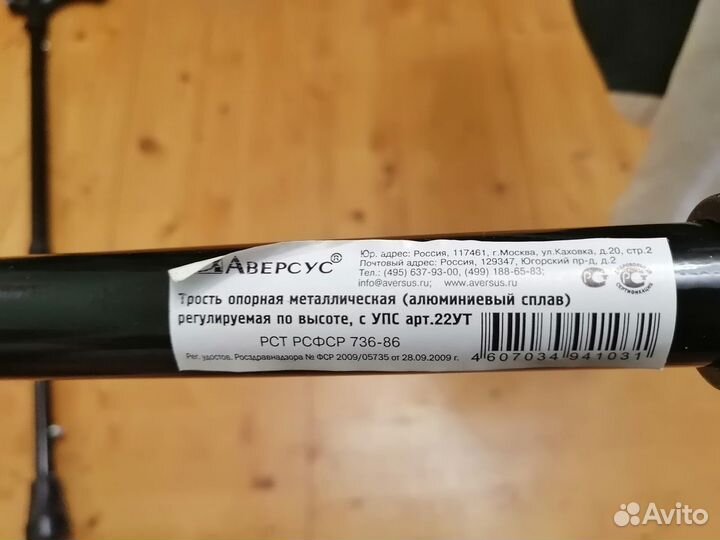 АВЕРСУС®
Юр. адрес: Россия, 117461, г.Москва, ул.Каховка, д.20, стр.2
Почтовый адрес: Россия, 129347, Югорский пр-д, д.2
Тел.: (495) 637-93-00, (499) 188-65-83;
info@aversus.ru; www.aversus.ru
Трость опорная металлическая (алюминиевый сплав)
регулируемая по высоте, с УПС арт.22УТ
РСТ РСФСР 736-86
Рег. удостов. Росздравнадзора № ФСР 2009/05735 от 28.09.2009 г.
4 607034 941031
Avito